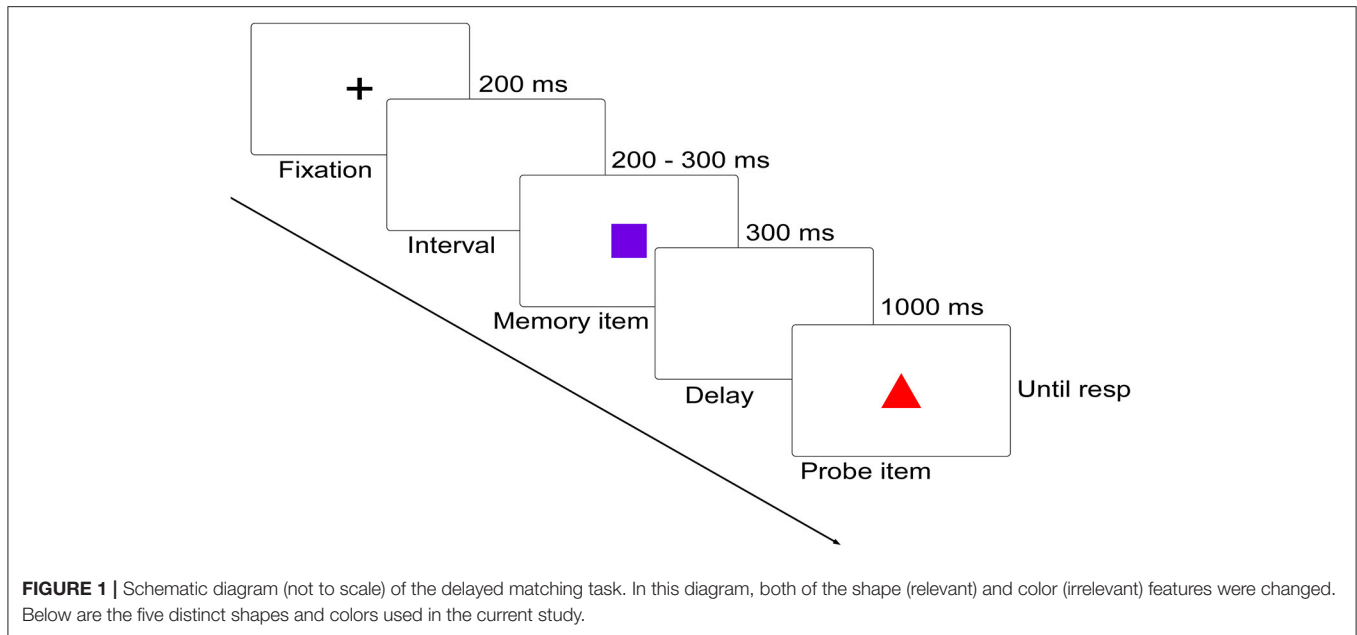 200 ms
Fixation
200 - 300 ms
Interval
300 ms
Memory item
1000 ms
Delay
Until resp
Probe item
FIGURE 1 | Schematic diagram (not to scale) of the delayed matching task. In this diagram, both of the shape (relevant) and color (irrelevant) features were changed.
Below are the five distinct shapes and colors used in the current study.